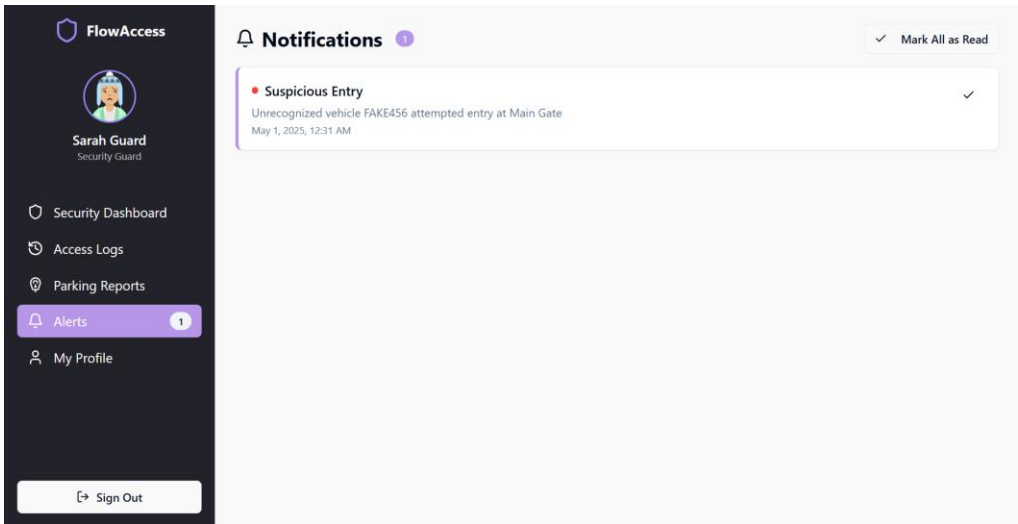 FlowAccess
Sarah Guard
Security Guard
Security Dashboard
Access Logs
Parking Reports
Alerts 1
My Profile
Sign Out
Notifications 1
Mark All as Read
Suspicious Entry
Unrecognized vehicle FAKE456 attempted entry at Main Gate
May 1, 2025, 12:31 AM